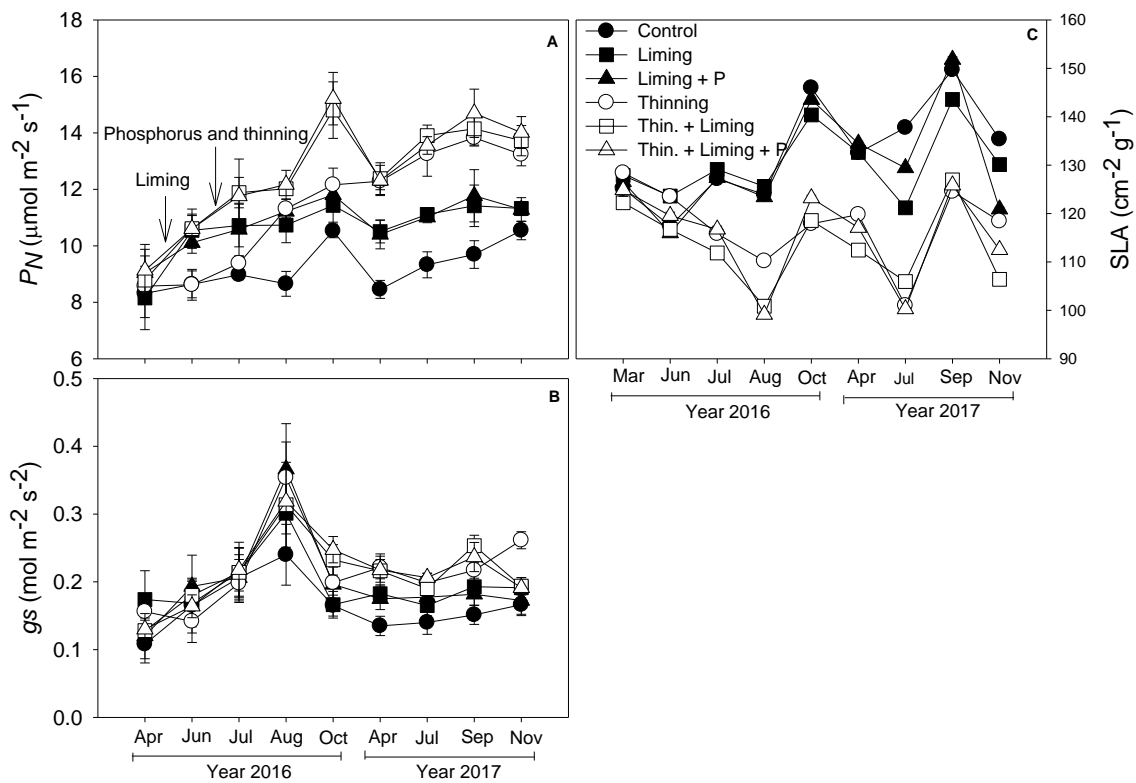 18
16
14
12
10
8
6
P_N (μmol m⁻² s⁻¹)
A
Phosphorus and thinning
Liming
0.5
0.4
0.3
0.2
0.1
0.0
gs (mol m⁻² s⁻²)
B
Apr Jun Jul Aug Oct Apr Jul Sep Nov
Year 2016 Year 2017
C
Control
Liming
Liming + P
Thinning
Thin. + Liming
Thin. + Liming + P
160
150
140
130
120
110
100
90
SLA (cm⁻² g⁻¹)
Mar Jun Jul Aug Oct Apr Jul Sep Nov
Year 2016 Year 2017